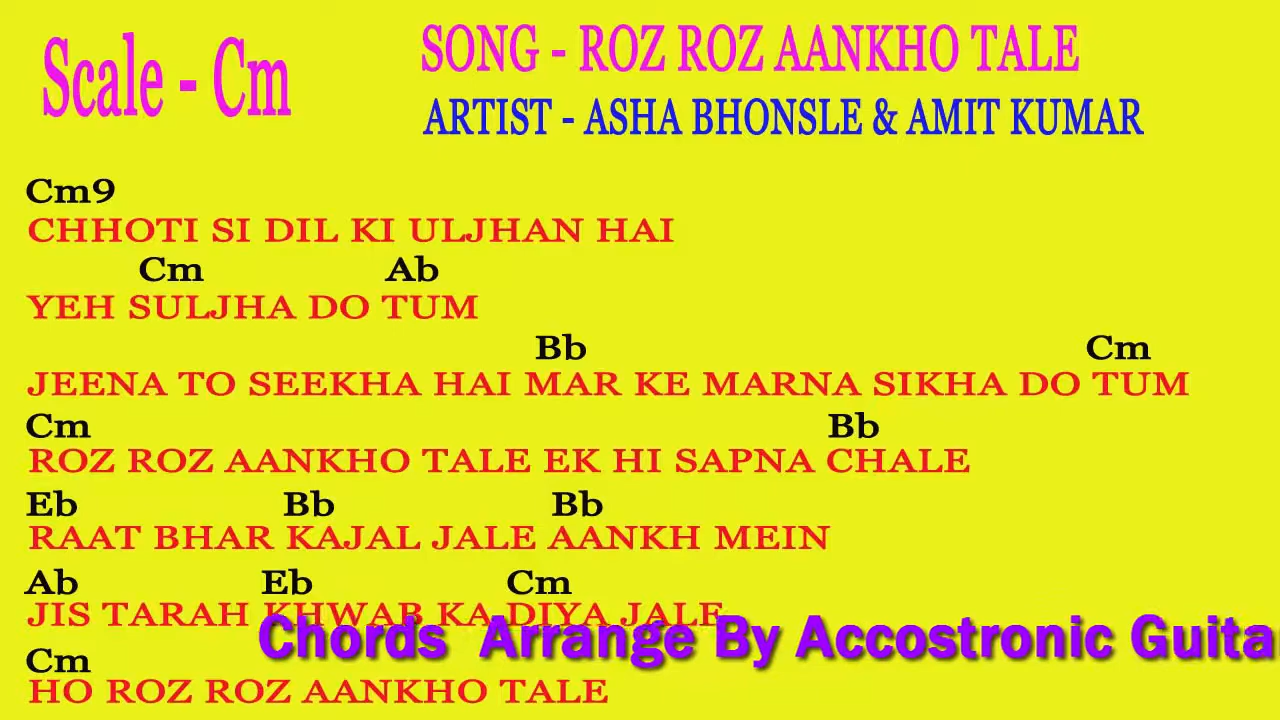 Scale - Cm
SONG - ROZ ROZ AANKHO TALE
ARTIST - ASHA BHONSLE & AMIT KUMAR
Cm9
CHHOTI SI DIL KI ULJHAN HAI
Cm Ab
YEH SULJHA DO TUM
Bb Cm
JEENA TO SEEKHA HAI MAR KE MARNA SIKHA DO TUM
Cm Bb
ROZ ROZ AANKHO TALE EK HI SAPNA CHALE
Eb Bb Bb
RAAT BHAR KAJAL JALE AANKH MEIN
Ab Eb Cm
JIS TARAH KHWAB KA DIYA JALE
Chords Arrange By Accostronic Guita
Cm
HO ROZ ROZ AANKHO TALE